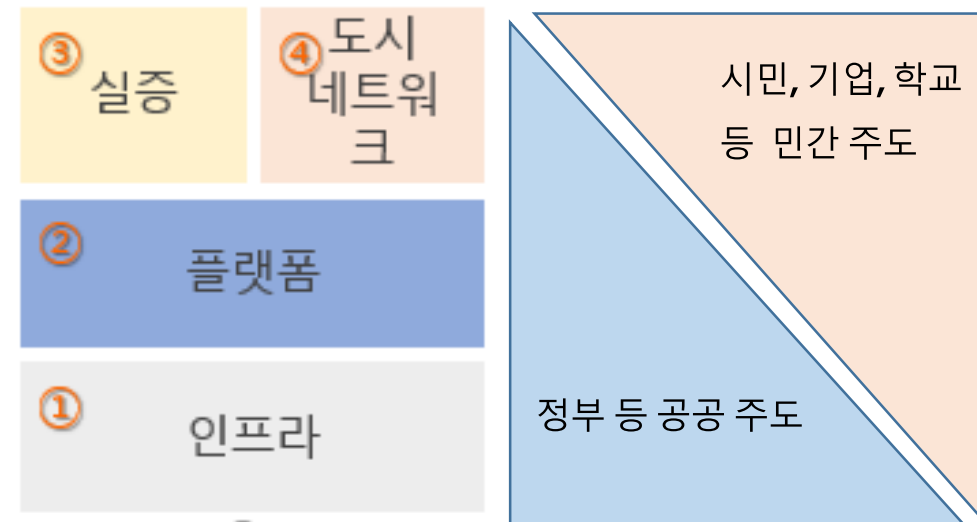 ③
실증
④
도시
네트워
크
②
플랫폼
①
인프라
시민, 기업, 학교
등 민간 주도
정부 등 공공 주도